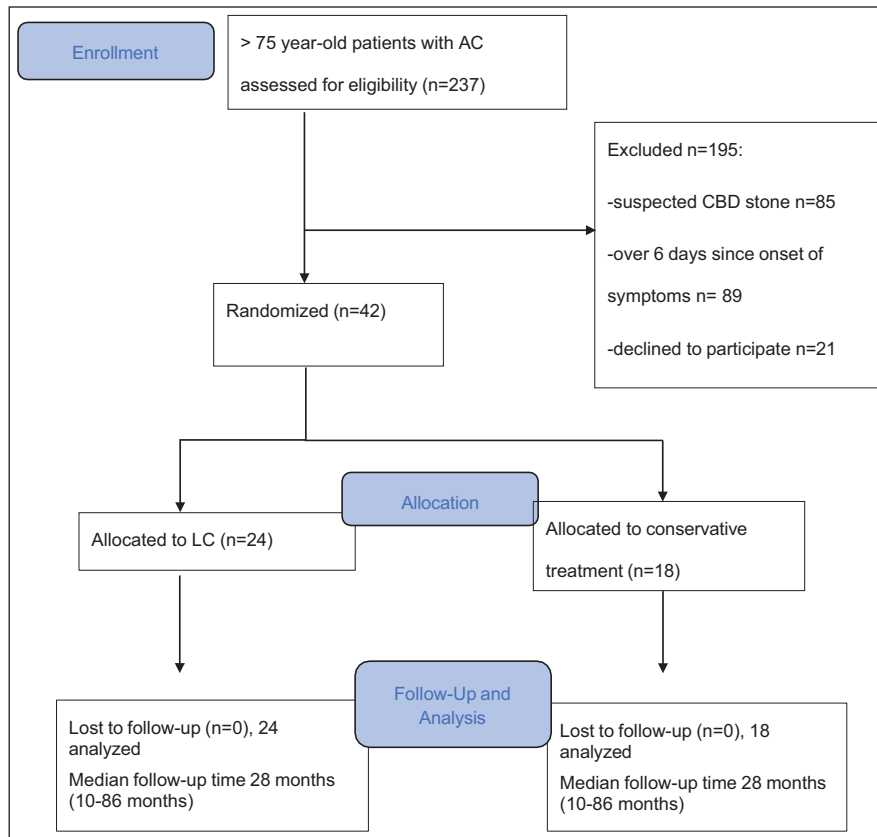 Enrollment
> 75 year-old patients with AC
assessed for eligibility (n=237)
Excluded n=195:
-suspected CBD stone n=85
-over 6 days since onset of
symptoms n= 89
-declined to participate n=21
Randomized (n=42)
Allocation
Allocated to LC (n=24)
Allocated to conservative
treatment (n=18)
Follow-Up and
Analysis
Lost to follow-up (n=0), 24
analyzed
Median follow-up time 28 months
(10-86 months)
Lost to follow-up (n=0), 18
analyzed
Median follow-up time 28 months
(10-86 months)